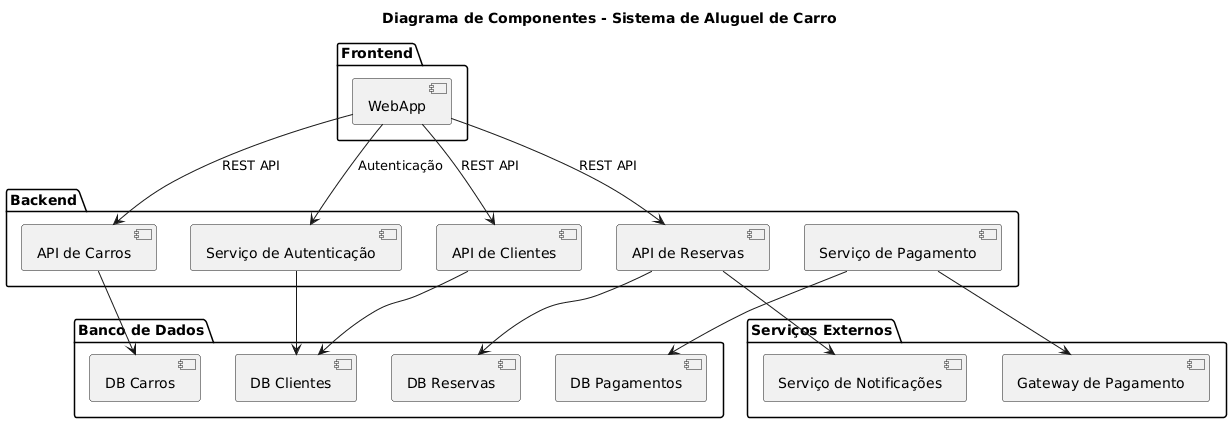 Diagrama de Componentes - Sistema de Aluguel de Carro
Frontend
WebApp
REST API
Autenticação
REST API
REST API
Backend
API de Carros
Serviço de Autenticação
API de Clientes
API de Reservas
Serviço de Pagamento
Banco de Dados
Serviços Externos
DB Carros
DB Clientes
DB Reservas
DB Pagamentos
Serviço de Notificações
Gateway de Pagamento